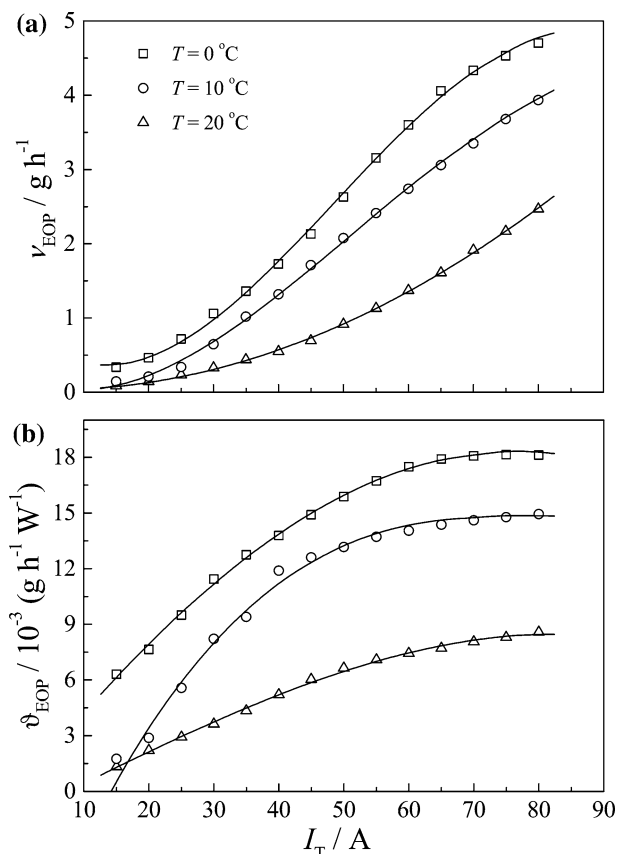 (a)
5
4
3
2
1
0
ν_EOP / g h⁻¹
T = 0 °C
T = 10 °C
T = 20 °C
(b)
18
15
12
9
6
3
0
ϑ_EOP / 10⁻³ (g h⁻¹ W⁻¹)
10 20 30 40 50 60 70 80 90
I_T / A